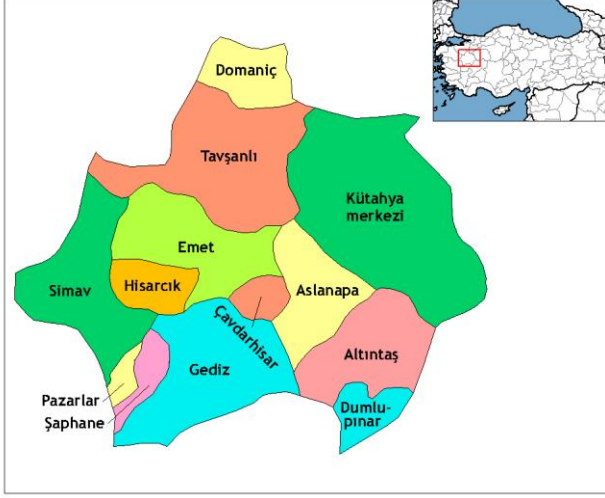 Domaniç
Tavşanlı
Kütahya
merkezi
Emet
Simav
Hisarcık
Aslanapa
Çavdarhisar
Altıntaş
Gediz
Pazarlar
Şaphane
Dumlu-
pınar